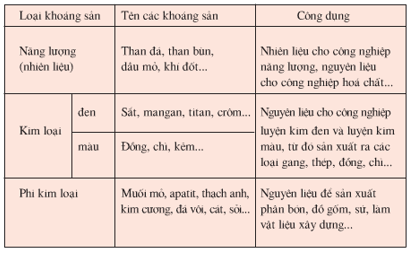 Loại khoáng sản Tên các khoáng sản Công dụng
Năng lượng Than đá, than bùn, Nhiên liệu cho công nghiệp
(nhiên liệu) dầu mỏ, khí đốt... năng lượng, nguyên liệu
cho công nghiệp hoá chất...
Kim loại
đen Sắt, mangan, titan, crôm... Nguyên liệu cho công nghiệp
luyện kim đen và luyện kim
màu Đồng, chì, kẽm... màu, từ đó sản xuất ra các
loại gang, thép, đồng, chì...
Phi kim loại Muối mỏ, apatit, thạch anh, Nguyên liệu để sản xuất
kim cương, đá vôi, cát, sỏi... phân bón, đồ gốm, sứ, làm
vật liệu xây dựng...